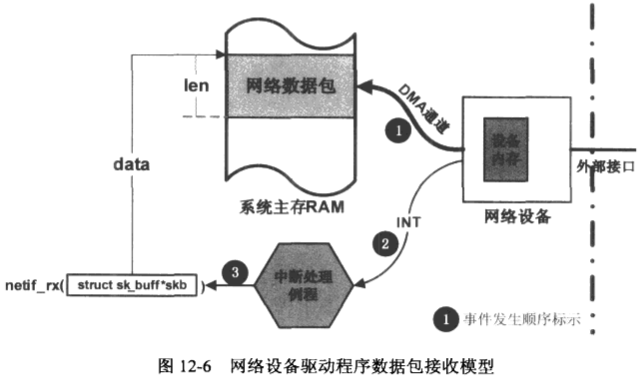 网络数据包
len
DMA通道
1
设备
内存
外部接口
data
系统主存RAM
网络设备
INT
2
中断处理
例程
3
netif_rx( struct sk_buff*skb )
1 事件发生顺序标示
图 12-6 网络设备驱动程序数据包接收模型